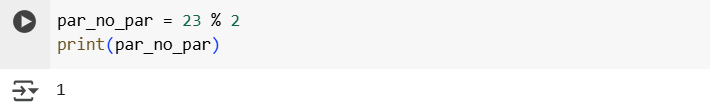 par_no_par = 23 % 2
print(par_no_par)
1